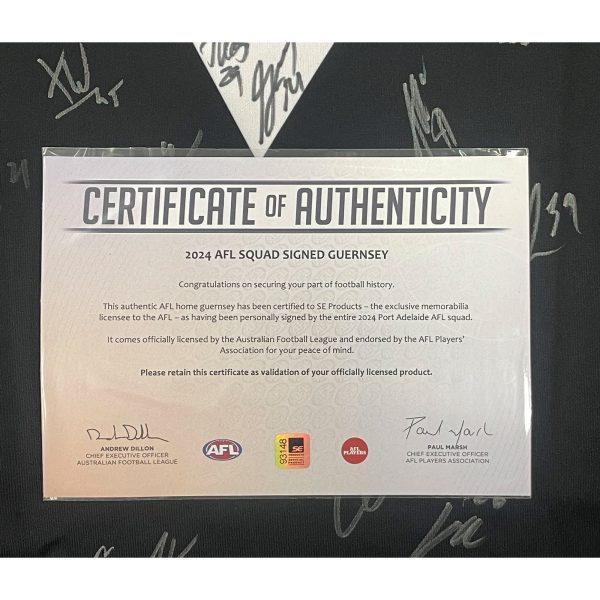 29
CERTIFICATE OF AUTHENTICITY
2024 AFL SQUAD SIGNED GUERNSEY
Congratulations on securing your part of football history.
This authentic AFL home guernsey has been certified to SE Products – the exclusive memorabilia
licensee to the AFL – as having been personally signed by the entire 2024 Port Adelaide AFL squad.
It comes officially licensed by the Australian Football League and endorsed by the AFL Players'
Association for your peace of mind.
Please retain this certificate as validation of your officially licensed product.
ANDREW DILLON
CHIEF EXECUTIVE OFFICER
AUSTRALIAN FOOTBALL LEAGUE
AFL
93148
SE
AFL
PLAYERS
Paul Marsh
PAUL MARSH
CHIEF EXECUTIVE OFFICER
AFL PLAYERS ASSOCIATION